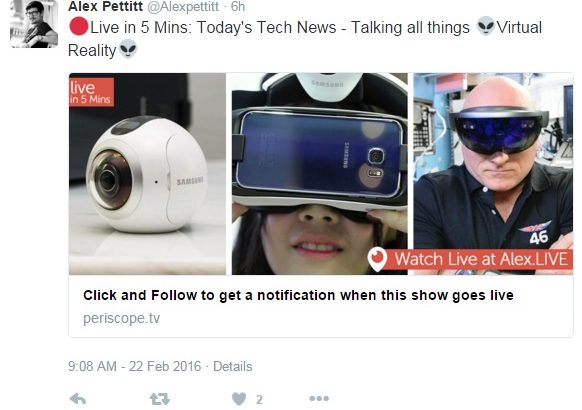 Alex Pettitt @Alexpettitt · 6h
🔴Live in 5 Mins: Today's Tech News - Talking all things 👽Virtual
Reality👽
live
in 5 Mins
SAMSUNG
SAMSUNG
SAMSUNG
46
Watch Live at Alex.LIVE
Click and Follow to get a notification when this show goes live
periscope.tv
9:08 AM - 22 Feb 2016 · Details
2